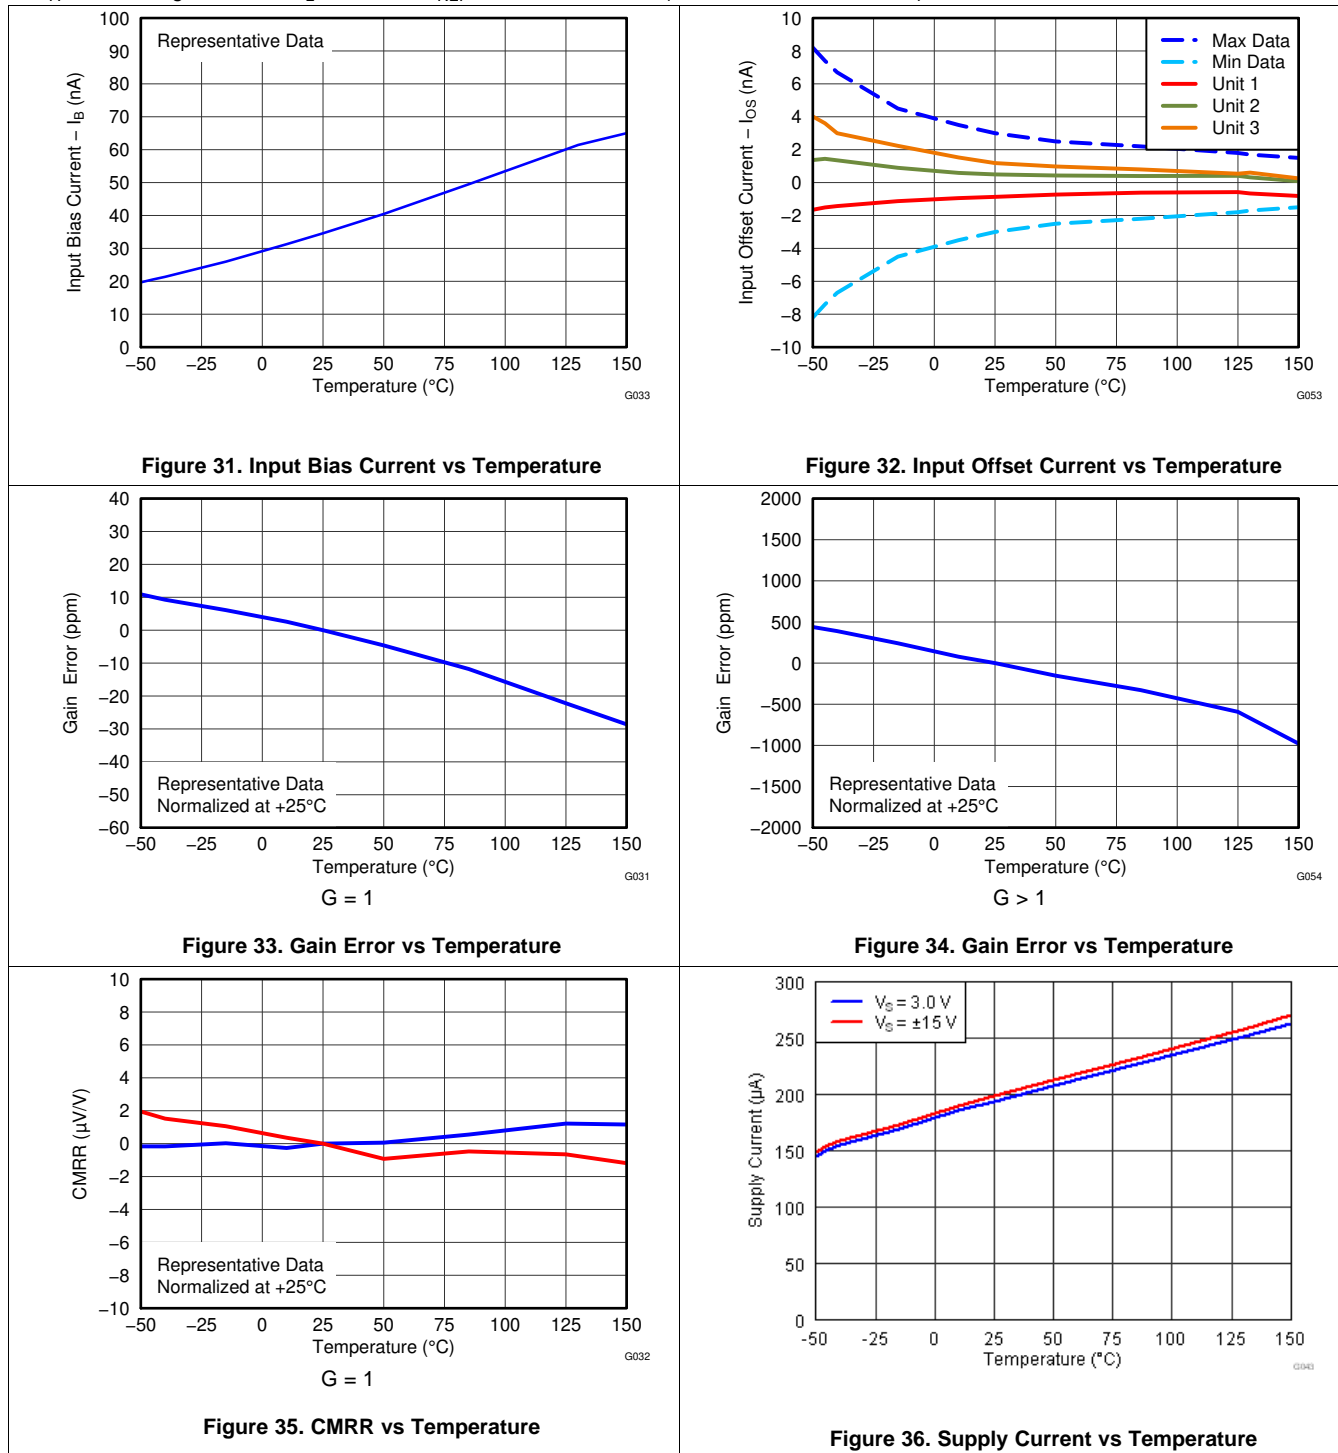 100
90
80
70
60
50
40
30
20
10
0
Input Bias Current – I_B (nA)
Representative Data
−50 −25 0 25 50 75 100 125 150
Temperature (°C)
G033
Figure 31. Input Bias Current vs Temperature
10
8
6
4
2
0
−2
−4
−6
−8
−10
Input Offset Current – I_OS (nA)
Max Data
Min Data
Unit 1
Unit 2
Unit 3
−50 −25 0 25 50 75 100 125 150
Temperature (°C)
G053
Figure 32. Input Offset Current vs Temperature
40
30
20
10
0
−10
−20
−30
−40
−50
−60
Gain Error (ppm)
Representative Data
Normalized at +25°C
−50 −25 0 25 50 75 100 125 150
Temperature (°C)
G031
G = 1
Figure 33. Gain Error vs Temperature
2000
1500
1000
500
0
−500
−1000
−1500
−2000
Gain Error (ppm)
Representative Data
Normalized at +25°C
−50 −25 0 25 50 75 100 125 150
Temperature (°C)
G054
G > 1
Figure 34. Gain Error vs Temperature
10
8
6
4
2
0
−2
−4
−6
−8
−10
CMRR (µV/V)
Representative Data
Normalized at +25°C
−50 −25 0 25 50 75 100 125 150
Temperature (°C)
G032
G = 1
Figure 35. CMRR vs Temperature
300
250
200
150
100
50
0
Supply Current (µA)
V_S = 3.0 V
V_S = ±15 V
-50 -25 0 25 50 75 100 125 150
Temperature (°C)
G043
Figure 36. Supply Current vs Temperature